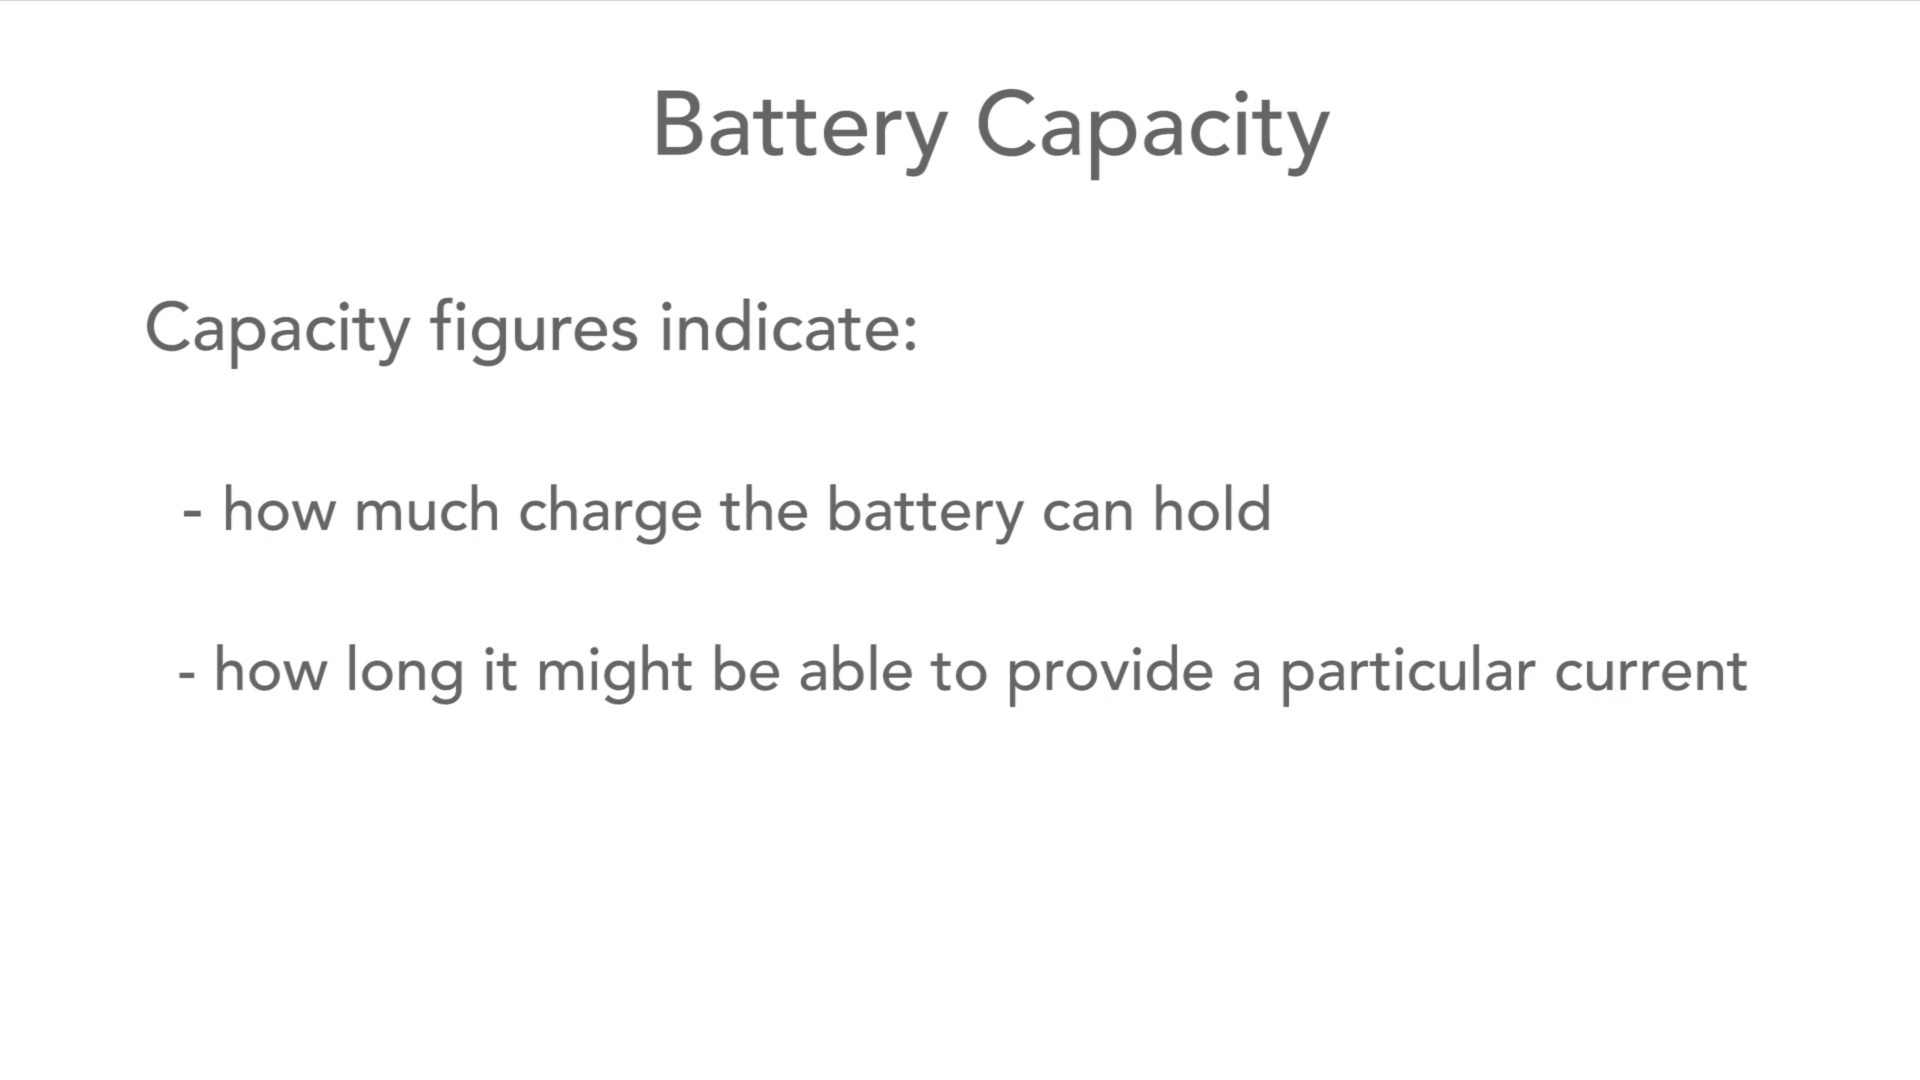 Battery Capacity
Capacity figures indicate:
- how much charge the battery can hold
- how long it might be able to provide a particular current